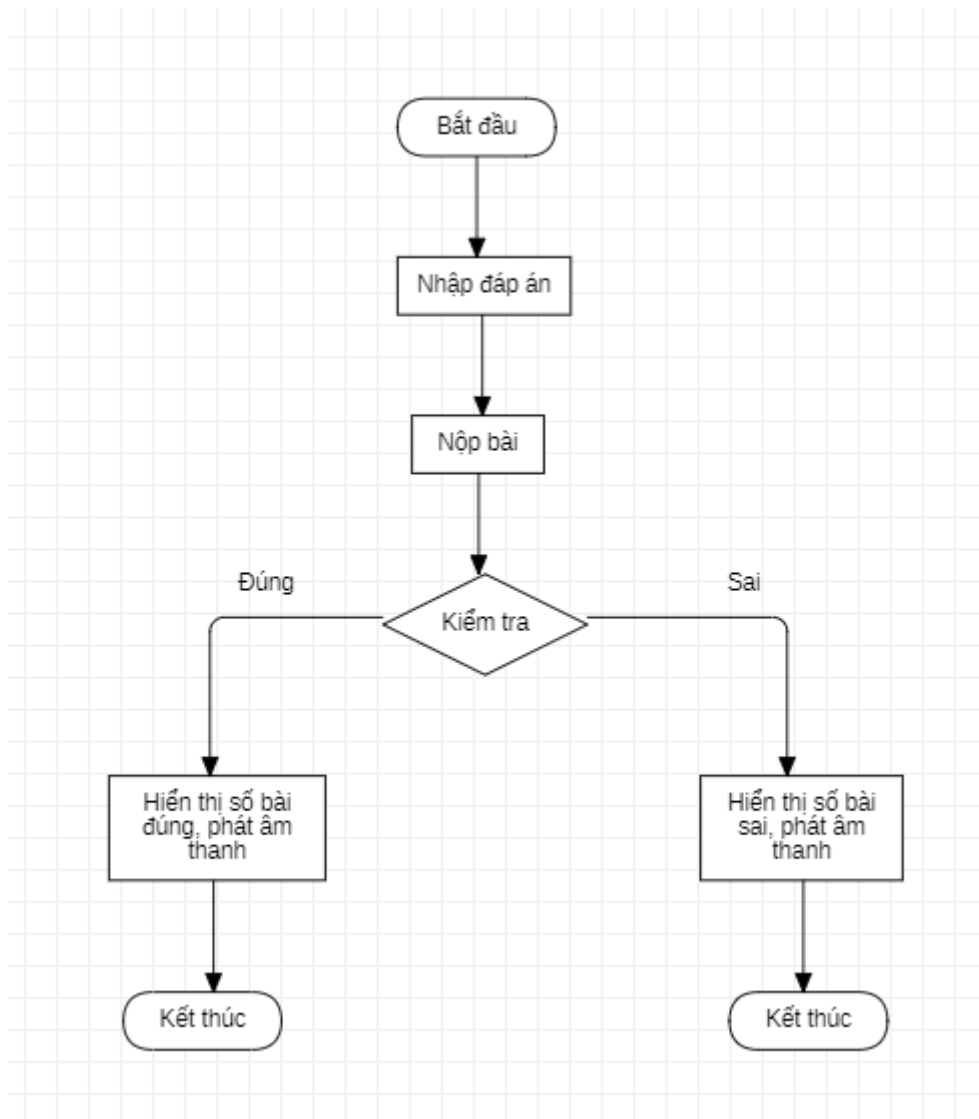 Bắt đầu
Nhập đáp án
Nộp bài
Đúng
Sai
Kiểm tra
Hiển thị số bài
đúng, phát âm
thanh
Hiển thị số bài
sai, phát âm
thanh
Kết thúc
Kết thúc